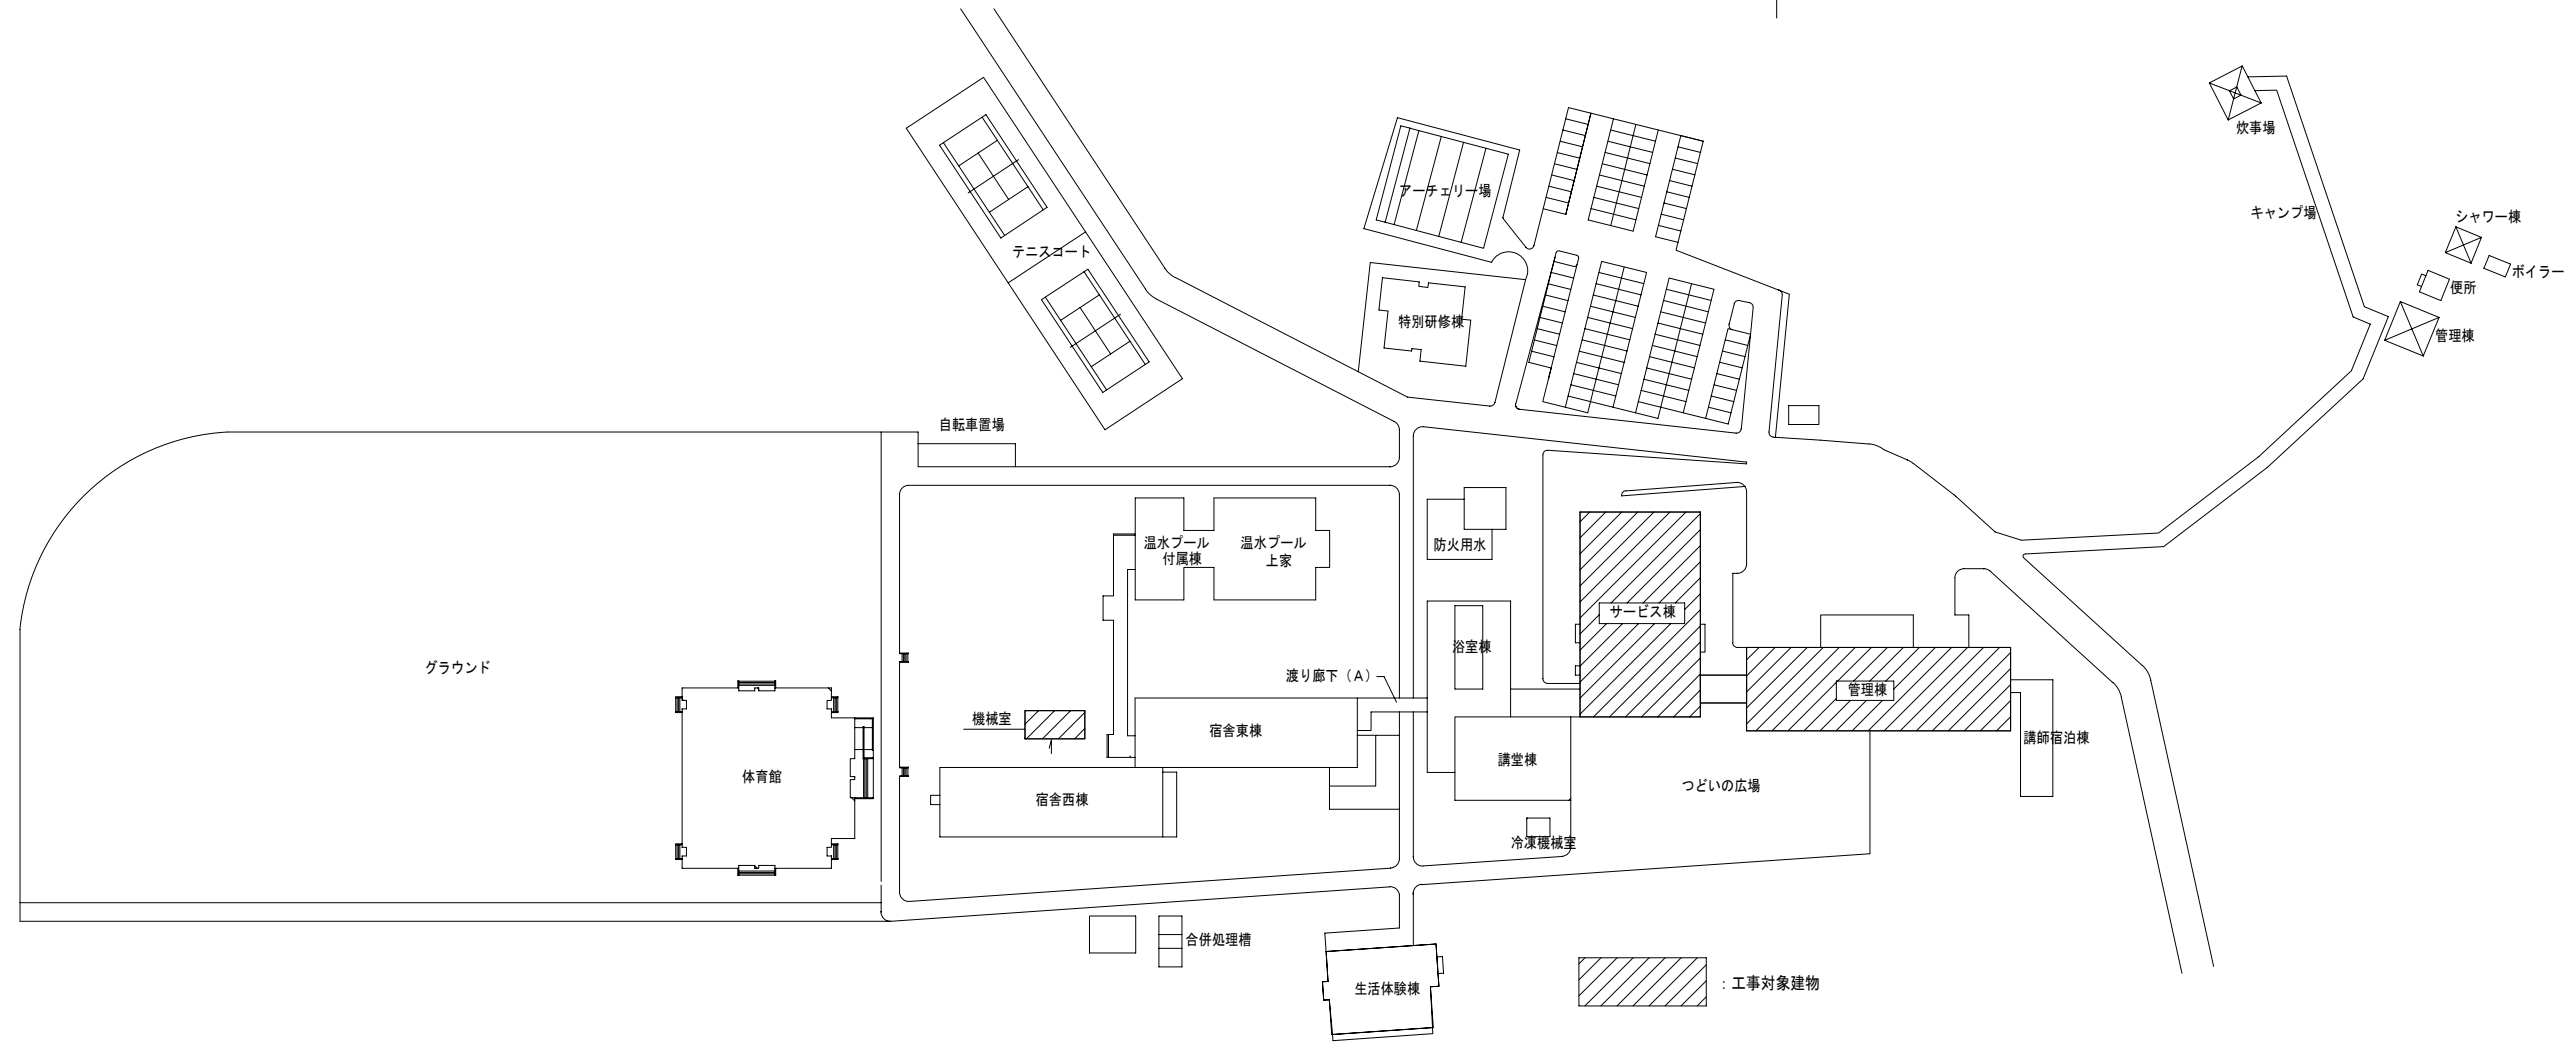 炊事場
アーチェリー場
キャンプ場
シャワー棟
テニスコート
ボイラー
便所
特別研修棟
管理棟
自転車置場
温水プール
付属棟
温水プール
上家
防火用水
サービス棟
浴室棟
グラウンド
渡り廊下（A）
管理棟
機械室
宿舎東棟
講師宿泊棟
講堂棟
体育館
つどいの広場
宿舎西棟
冷凍機械室
合併処理槽
生活体験棟
：工事対象建物